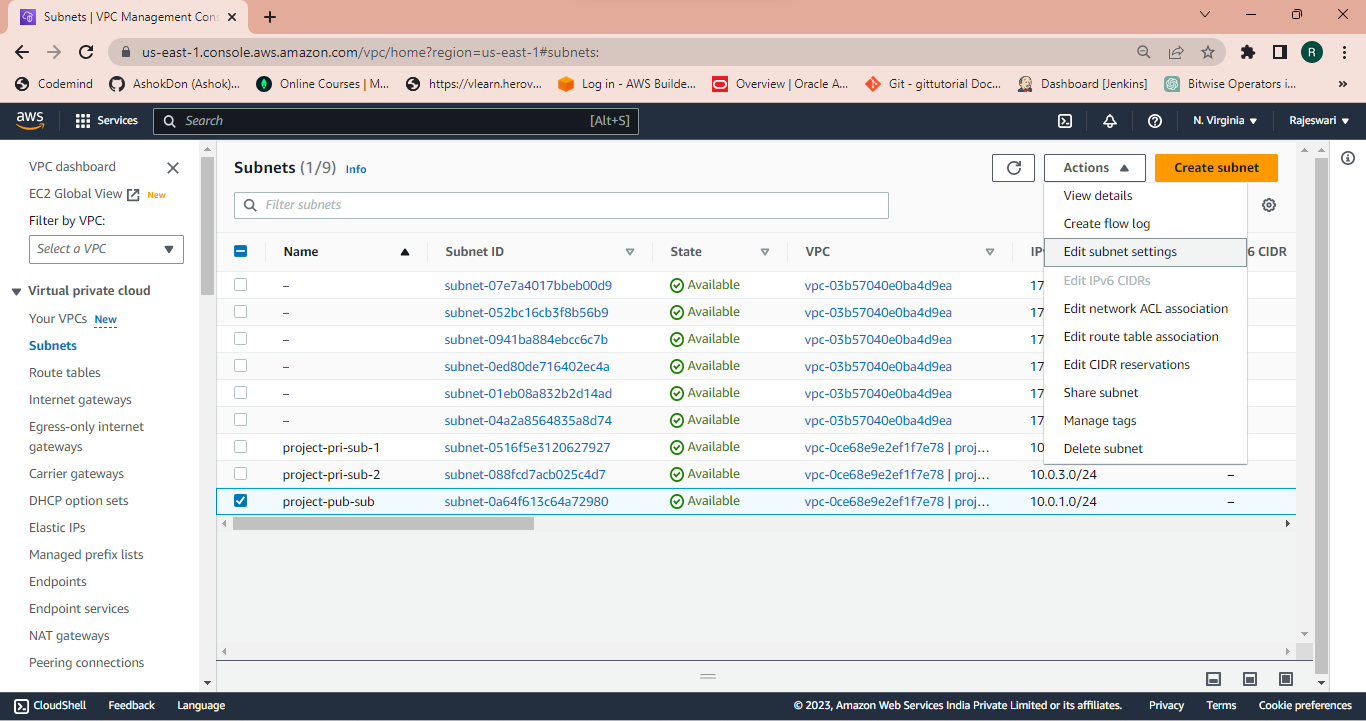 Subnets | VPC Management Con
us-east-1.console.aws.amazon.com/vpc/home?region=us-east-1#subnets:
R
Codemind
AshokDon (Ashok)...
Online Courses | M...
https://vlearn.herov...
Log in - AWS Builde...
Overview | Oracle A...
Git - gittutorial Doc...
Dashboard [Jenkins]
Bitwise Operators i...
»
aws
Services
Search
[Alt+S]
N. Virginia
Rajeswari
VPC dashboard
EC2 Global View New
Filter by VPC:
Select a VPC
Virtual private cloud
Your VPCs New
Subnets
Route tables
Internet gateways
Egress-only internet
gateways
Carrier gateways
DHCP option sets
Elastic IPs
Managed prefix lists
Endpoints
Endpoint services
NAT gateways
Peering connections
Subnets (1/9) Info
Actions
Create subnet
Filter subnets
View details
Create flow log
Edit subnet settings
Edit IPv6 CIDRs
Edit network ACL association
Edit route table association
Edit CIDR reservations
Share subnet
Manage tags
Delete subnet
Name Subnet ID State VPC IP 6 CIDR
– subnet-07e7a4017bbeb00d9 Available vpc-03b57040e0ba4d9ea 17
– subnet-052bc16cb3f8b56b9 Available vpc-03b57040e0ba4d9ea 17
– subnet-0941ba884ebcc6c7b Available vpc-03b57040e0ba4d9ea 17
– subnet-0ed80de716402ec4a Available vpc-03b57040e0ba4d9ea 17
– subnet-01eb08a832b2d14ad Available vpc-03b57040e0ba4d9ea 17
– subnet-04a2a8564835a8d74 Available vpc-03b57040e0ba4d9ea 17
project-pri-sub-1 subnet-0516f5e3120627927 Available vpc-0ce68e9e2ef1f7e78 | proj... 10
project-pri-sub-2 subnet-088fcd7acb025c4d7 Available vpc-0ce68e9e2ef1f7e78 | proj... 10.0.3.0/24 –
project-pub-sub subnet-0a64f613c64a72980 Available vpc-0ce68e9e2ef1f7e78 | proj... 10.0.1.0/24 –
CloudShell Feedback Language © 2023, Amazon Web Services India Private Limited or its affiliates. Privacy Terms Cookie preferences